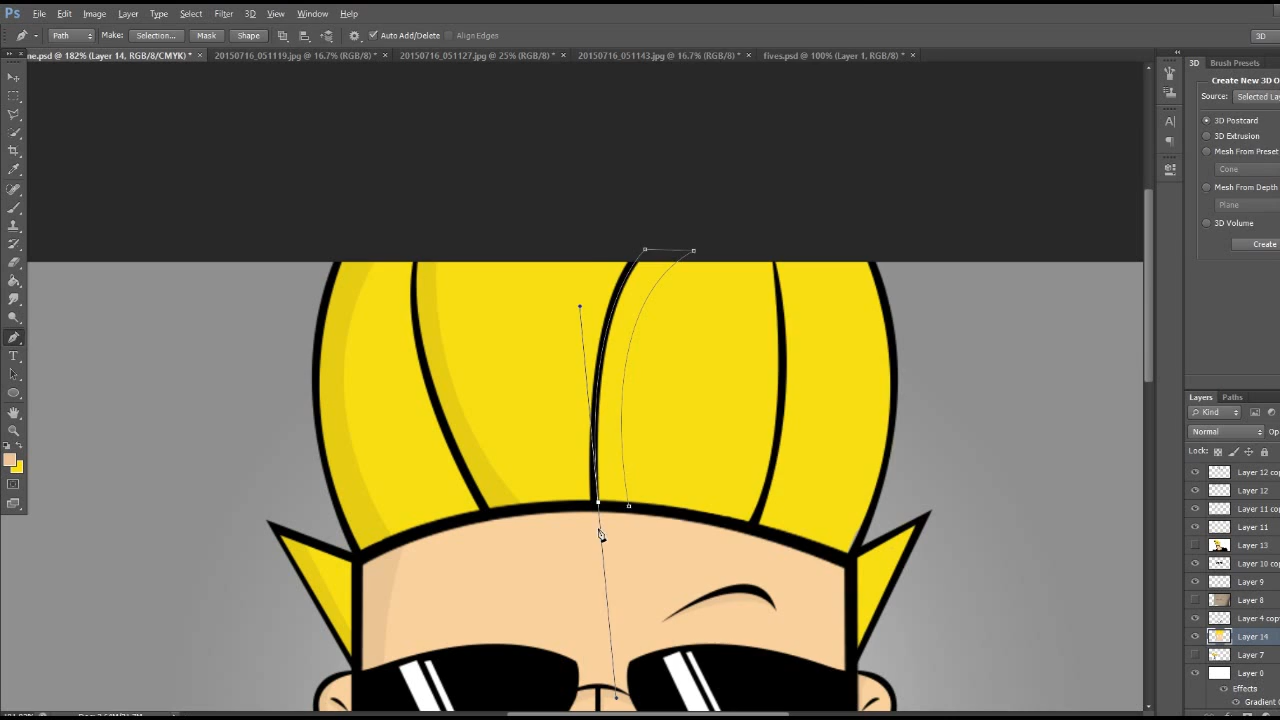 Ps File Edit Image Layer Type Select Filter 3D View Window Help
Path Make: Selection... Mask Shape Auto Add/Delete Align Edges 3D
ne.psd @ 182% (Layer 14, RGB/8/CMYK) * × 20150716_051119.jpg @ 16.7% (RGB/8) * × 20150716_051127.jpg @ 25% (RGB/8) * × 20150716_051143.jpg @ 16.7% (RGB/8) * × fives.psd @ 100% (Layer 1, RGB/8) * ×
3D Brush Presets
Create New 3D O
Source: Selected Lay
3D Postcard
3D Extrusion
Mesh From Preset
Cone
Mesh From Depth
Plane
3D Volume
Create
Layers Paths
Kind
Normal Op
Lock:
Layer 12 cop
Layer 12
Layer 11 cop
Layer 11
Layer 13
Layer 10 cop
Layer 9
Layer 8
Layer 4 copy
Layer 14
Layer 7
Layer 0
Effects
Gradient